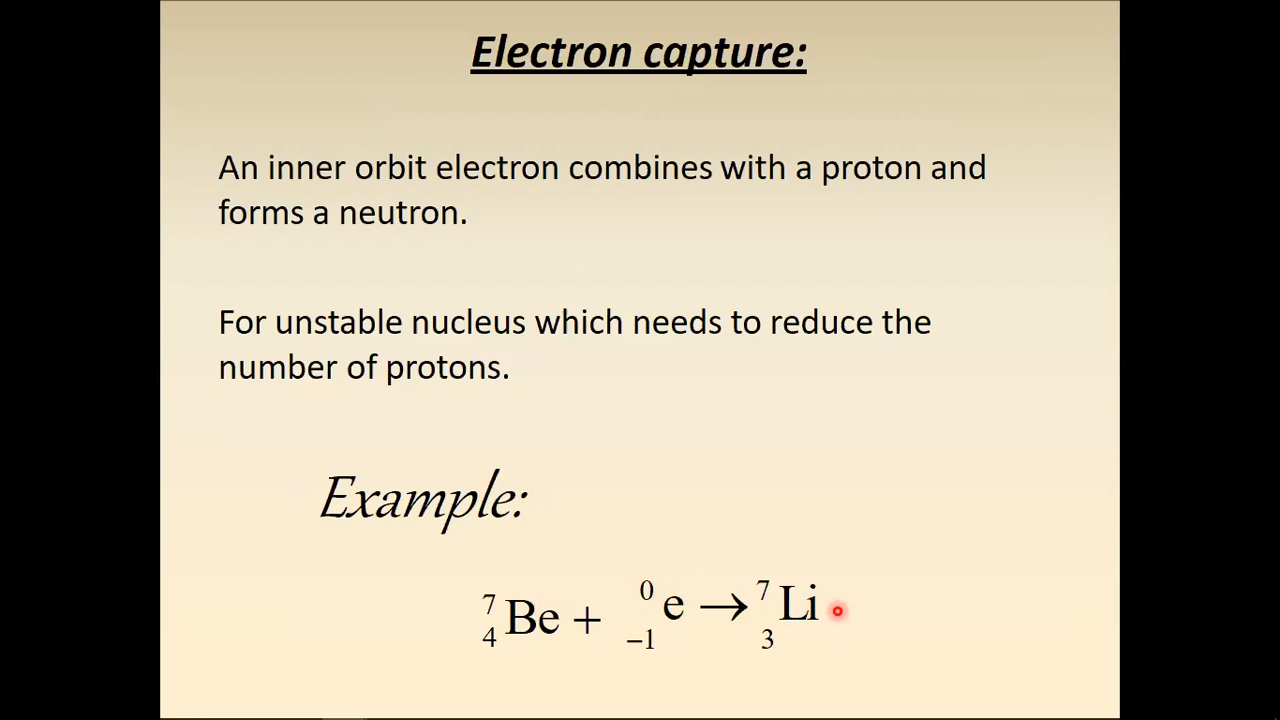 Electron capture:
An inner orbit electron combines with a proton and
forms a neutron.
For unstable nucleus which needs to reduce the
number of protons.
Example:
⁷₄Be + ⁰₋₁e → ⁷₃Li